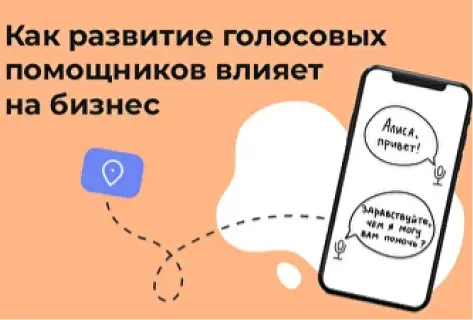 Как развитие голосовых
помощников влияет
на бизнес
Алиса,
привет!
Здравствуйте,
чем я могу
вам помочь?